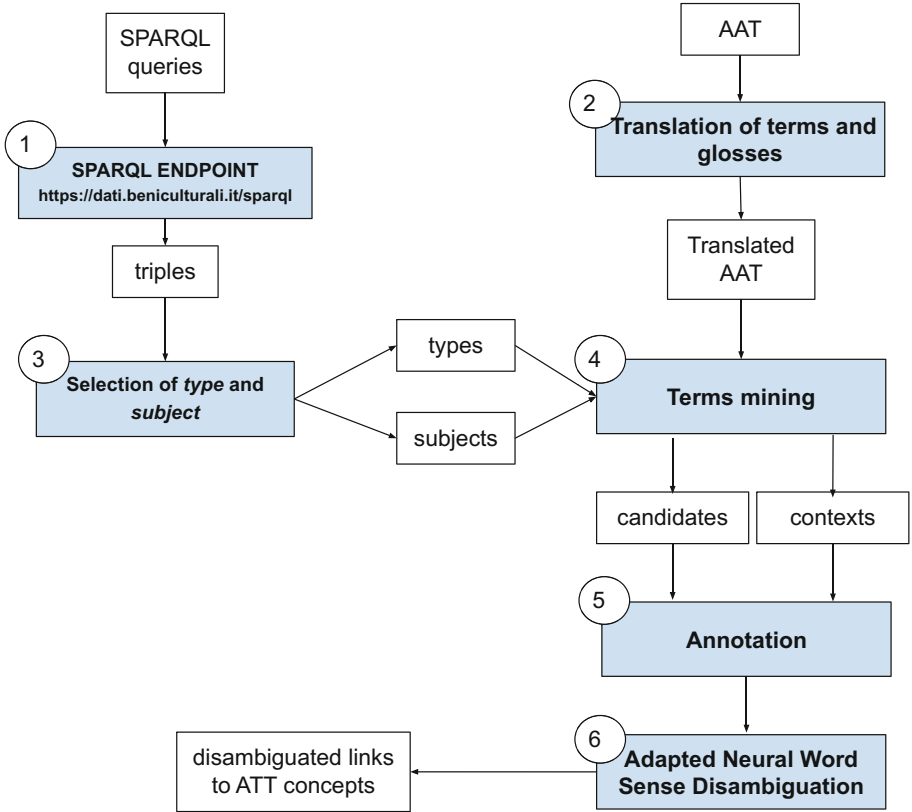 SPARQL
queries
1
SPARQL ENDPOINT
https://dati.beniculturali.it/sparql
triples
3
Selection of type and
subject
types
subjects
AAT
2
Translation of terms and
glosses
Translated
AAT
4
Terms mining
candidates
contexts
5
Annotation
6
Adapted Neural Word
Sense Disambiguation
disambiguated links
to ATT concepts